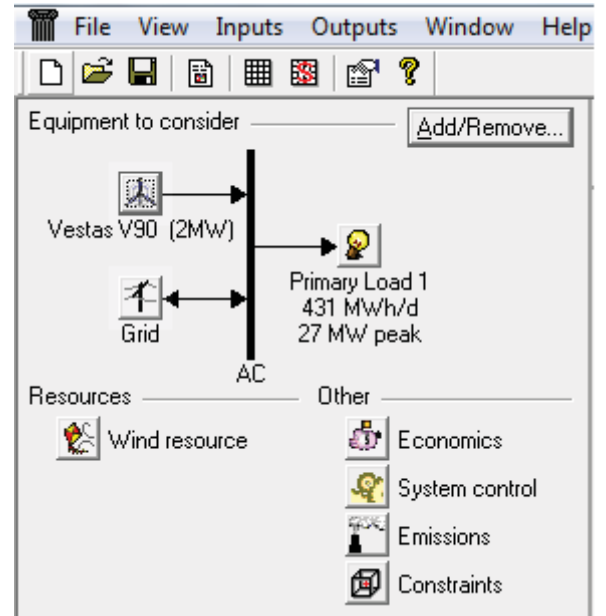 File View Inputs Outputs Window Help
Equipment to consider Add/Remove...
Vestas V90 (2MW)
Primary Load 1
431 MWh/d
27 MW peak
Grid
AC
Resources Other
Wind resource Economics
System control
Emissions
Constraints